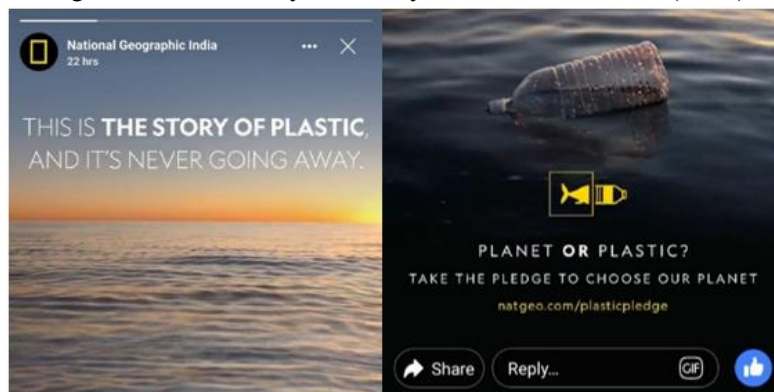 National Geographic India
22 hrs
THIS IS THE STORY OF PLASTIC,
AND IT'S NEVER GOING AWAY.
PLANET OR PLASTIC?
TAKE THE PLEDGE TO CHOOSE OUR PLANET
natgeo.com/plasticpledge
Share
Reply...
GIF